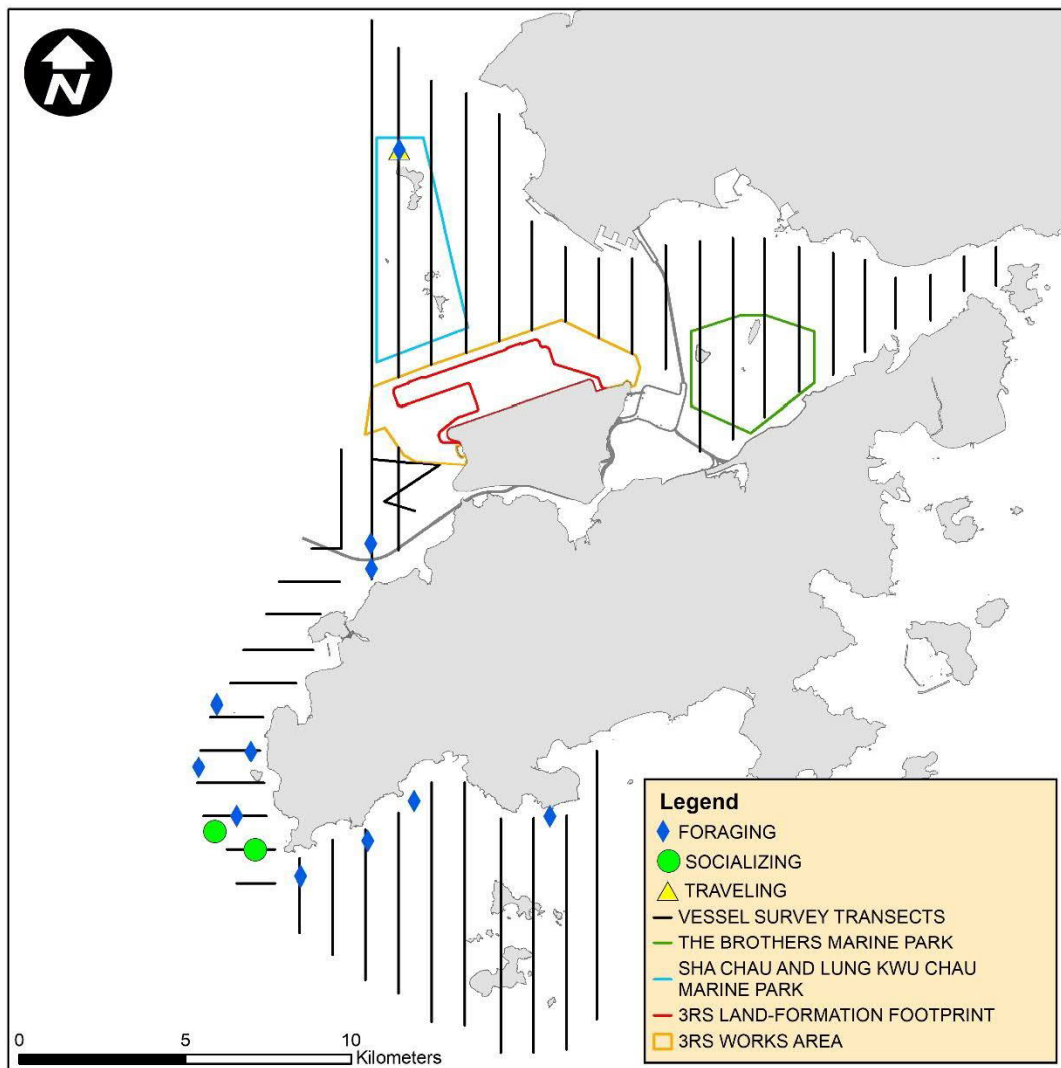 N
Legend
FORAGING
SOCIALIZING
TRAVELING
VESSEL SURVEY TRANSECTS
THE BROTHERS MARINE PARK
SHA CHAU AND LUNG KWU CHAU
MARINE PARK
3RS LAND-FORMATION FOOTPRINT
3RS WORKS AREA
0 5 10
Kilometers